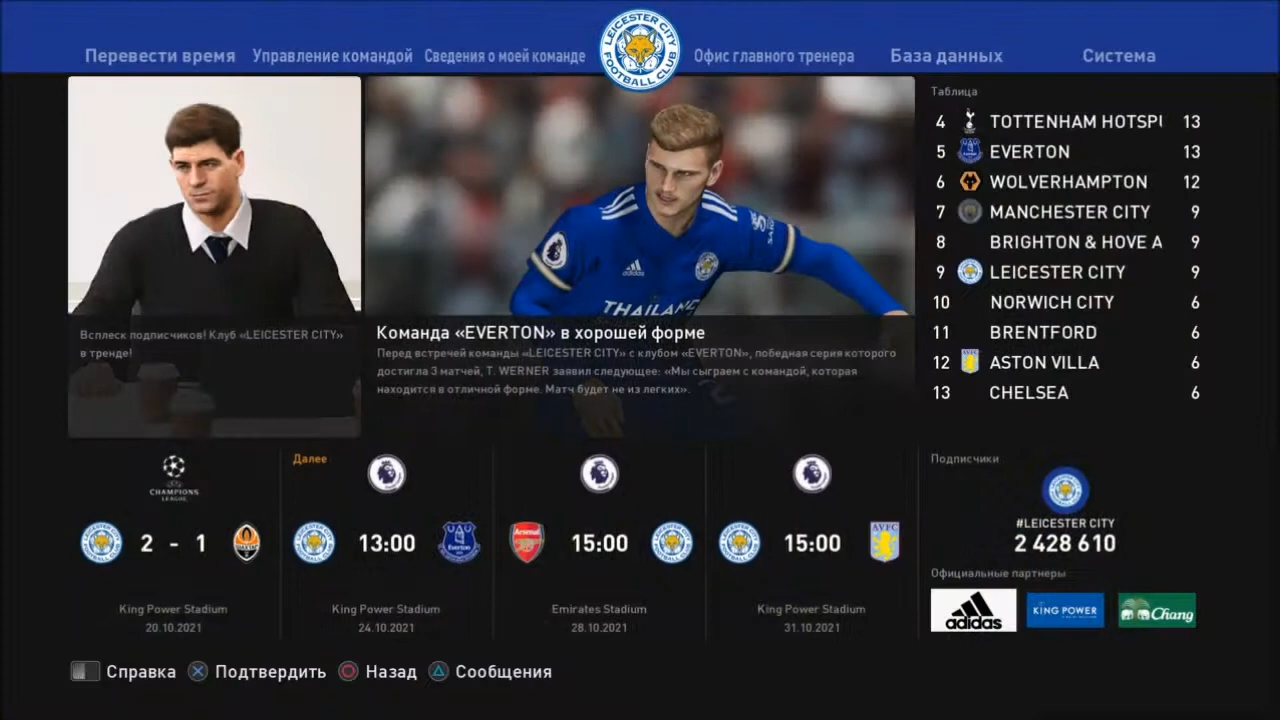 Перевести время
Управление командой
Сведения о моей команде
LEICESTER CITY
FOOTBALL CLUB
Офис главного тренера
База данных
Система
Всплеск подписчиков! Клуб «LEICESTER CITY»
в тренде!
adidas
THAILAND
Команда «EVERTON» в хорошей форме
Перед встречей команды «LEICESTER CITY» с клубом «EVERTON», победная серия которого
достигла 3 матчей, T. WERNER заявил следующее: «Мы сыграем с командой, которая
находится в отличной форме. Матч будет не из легких».
Таблица
4 TOTTENHAM HOTSPU 13
5 EVERTON 13
6 WOLVERHAMPTON 12
7 MANCHESTER CITY 9
8 BRIGHTON & HOVE A 9
9 LEICESTER CITY 9
10 NORWICH CITY 6
11 BRENTFORD 6
12 ASTON VILLA 6
13 CHELSEA 6
CHAMPIONS
LEAGUE
2 - 1
King Power Stadium
20.10.2021
Далее
13:00
Everton
King Power Stadium
24.10.2021
Arsenal
15:00
Emirates Stadium
28.10.2021
15:00
AVFC
King Power Stadium
31.10.2021
Подписчики
#LEICESTER CITY
2 428 610
Официальные партнеры
adidas
KING POWER
Chang
Справка
Подтвердить
Назад
Сообщения